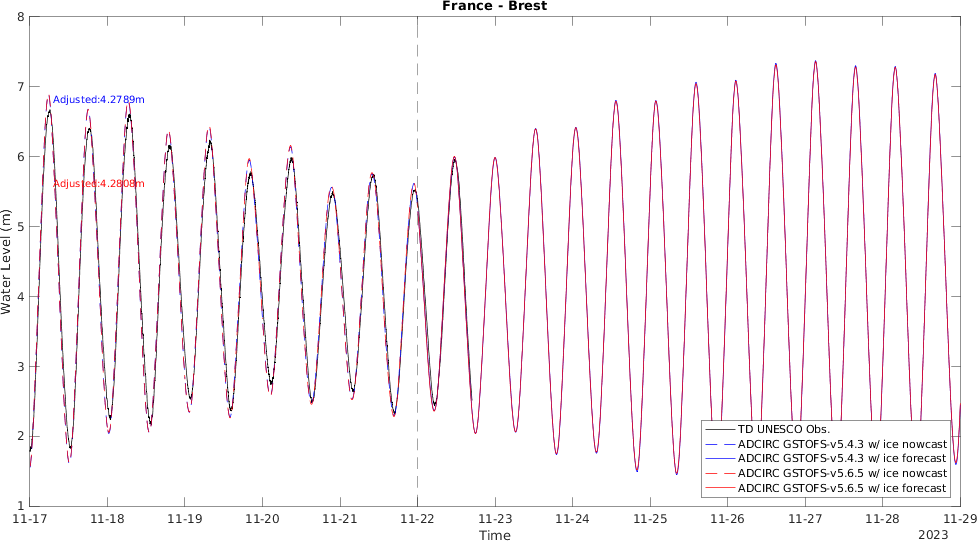 France - Brest
8
7
6
5
4
3
2
1
Water Level (m)
Adjusted:4.2789m
Adjusted:4.2808m
TD UNESCO Obs.
ADCIRC GSTOFS-v5.4.3 w/ ice nowcast
ADCIRC GSTOFS-v5.4.3 w/ ice forecast
ADCIRC GSTOFS-v5.6.5 w/ ice nowcast
ADCIRC GSTOFS-v5.6.5 w/ ice forecast
11-17 11-18 11-19 11-20 11-21 11-22 11-23 11-24 11-25 11-26 11-27 11-28 11-29
Time
2023